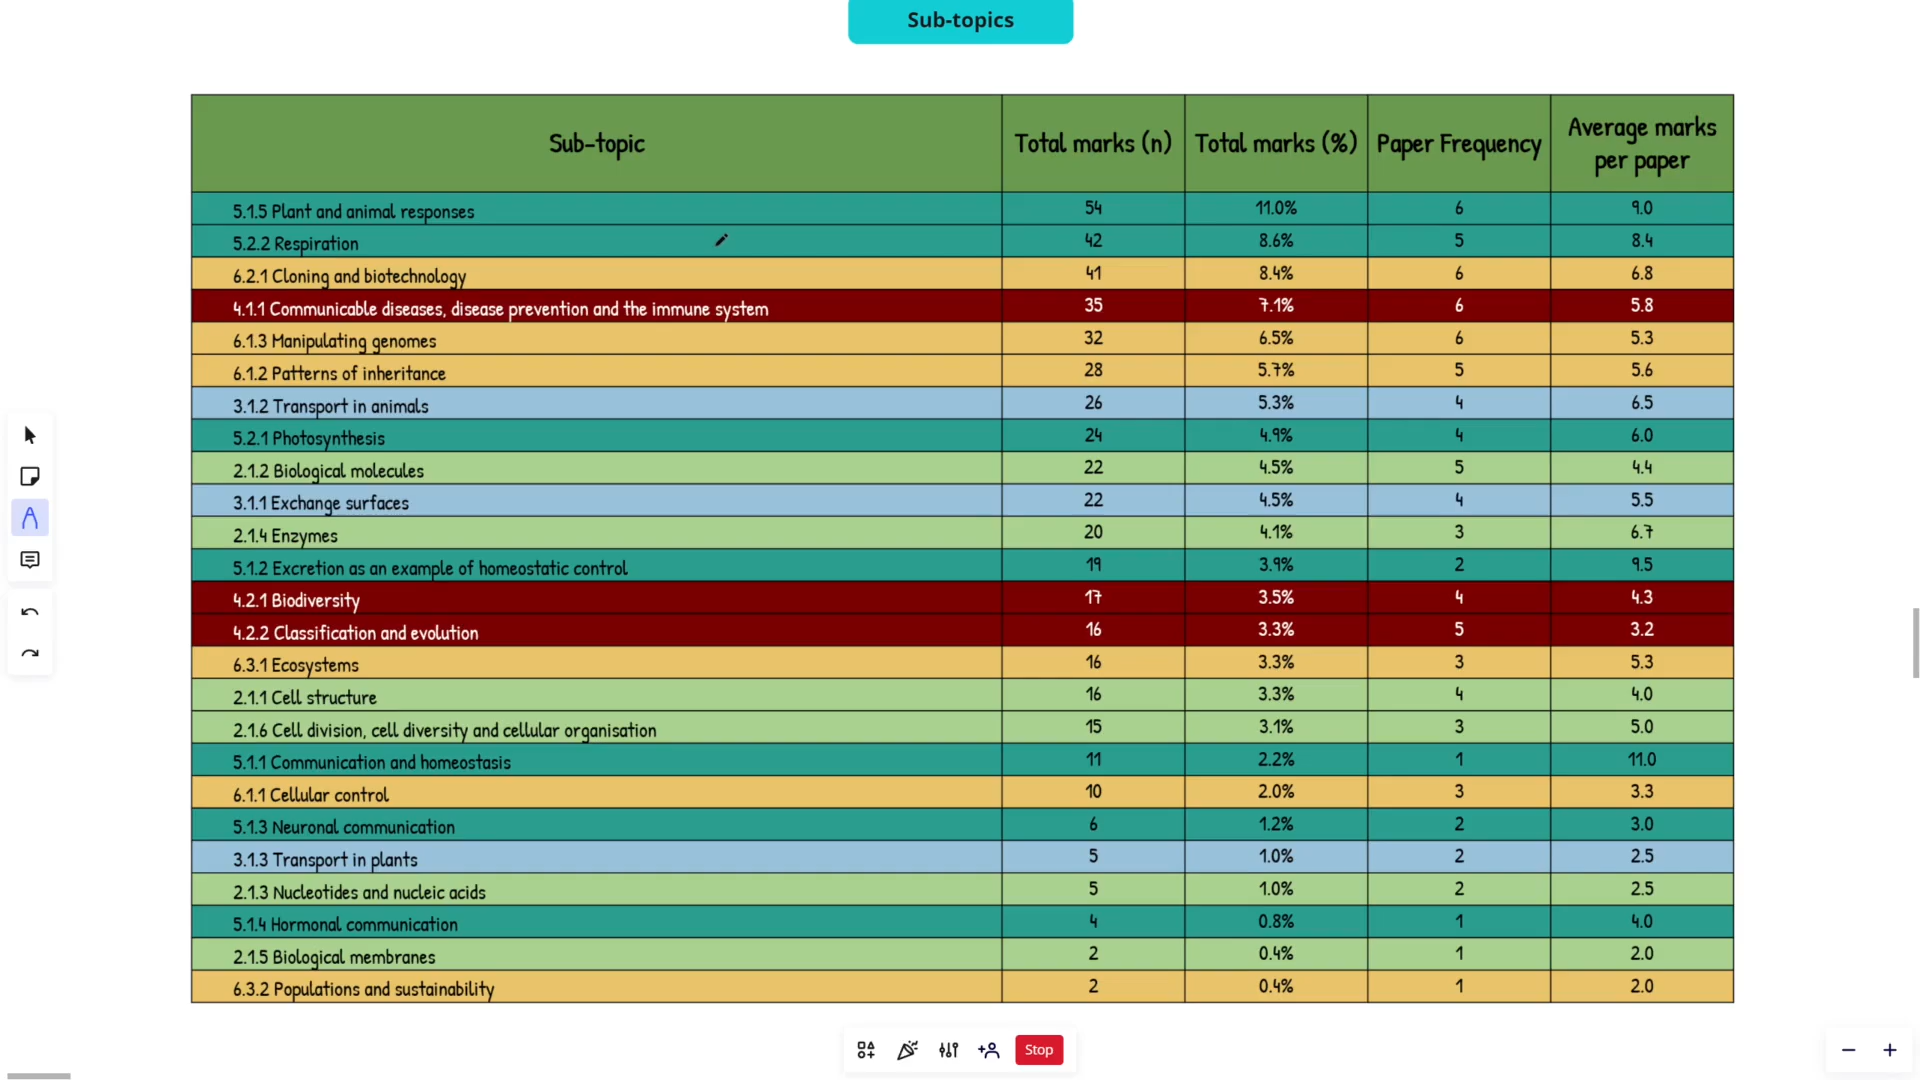 Sub-topics
Sub-topic Total marks (n) Total marks (%) Paper Frequency Average marks per paper
5.1.5 Plant and animal responses 54 11.0% 6 9.0
5.2.2 Respiration 42 8.6% 5 8.4
6.2.1 Cloning and biotechnology 41 8.4% 6 6.8
4.1.1 Communicable diseases, disease prevention and the immune system 35 7.1% 6 5.8
6.1.3 Manipulating genomes 32 6.5% 6 5.3
6.1.2 Patterns of inheritance 28 5.7% 5 5.6
3.1.2 Transport in animals 26 5.3% 4 6.5
5.2.1 Photosynthesis 24 4.9% 4 6.0
2.1.2 Biological molecules 22 4.5% 5 4.4
3.1.1 Exchange surfaces 22 4.5% 4 5.5
2.1.4 Enzymes 20 4.1% 3 6.7
5.1.2 Excretion as an example of homeostatic control 19 3.9% 2 9.5
4.2.1 Biodiversity 17 3.5% 4 4.3
4.2.2 Classification and evolution 16 3.3% 5 3.2
6.3.1 Ecosystems 16 3.3% 3 5.3
2.1.1 Cell structure 16 3.3% 4 4.0
2.1.6 Cell division, cell diversity and cellular organisation 15 3.1% 3 5.0
5.1.1 Communication and homeostasis 11 2.2% 1 11.0
6.1.1 Cellular control 10 2.0% 3 3.3
5.1.3 Neuronal communication 6 1.2% 2 3.0
3.1.3 Transport in plants 5 1.0% 2 2.5
2.1.3 Nucleotides and nucleic acids 5 1.0% 2 2.5
5.1.4 Hormonal communication 4 0.8% 1 4.0
2.1.5 Biological membranes 2 0.4% 1 2.0
6.3.2 Populations and sustainability 2 0.4% 1 2.0
Stop